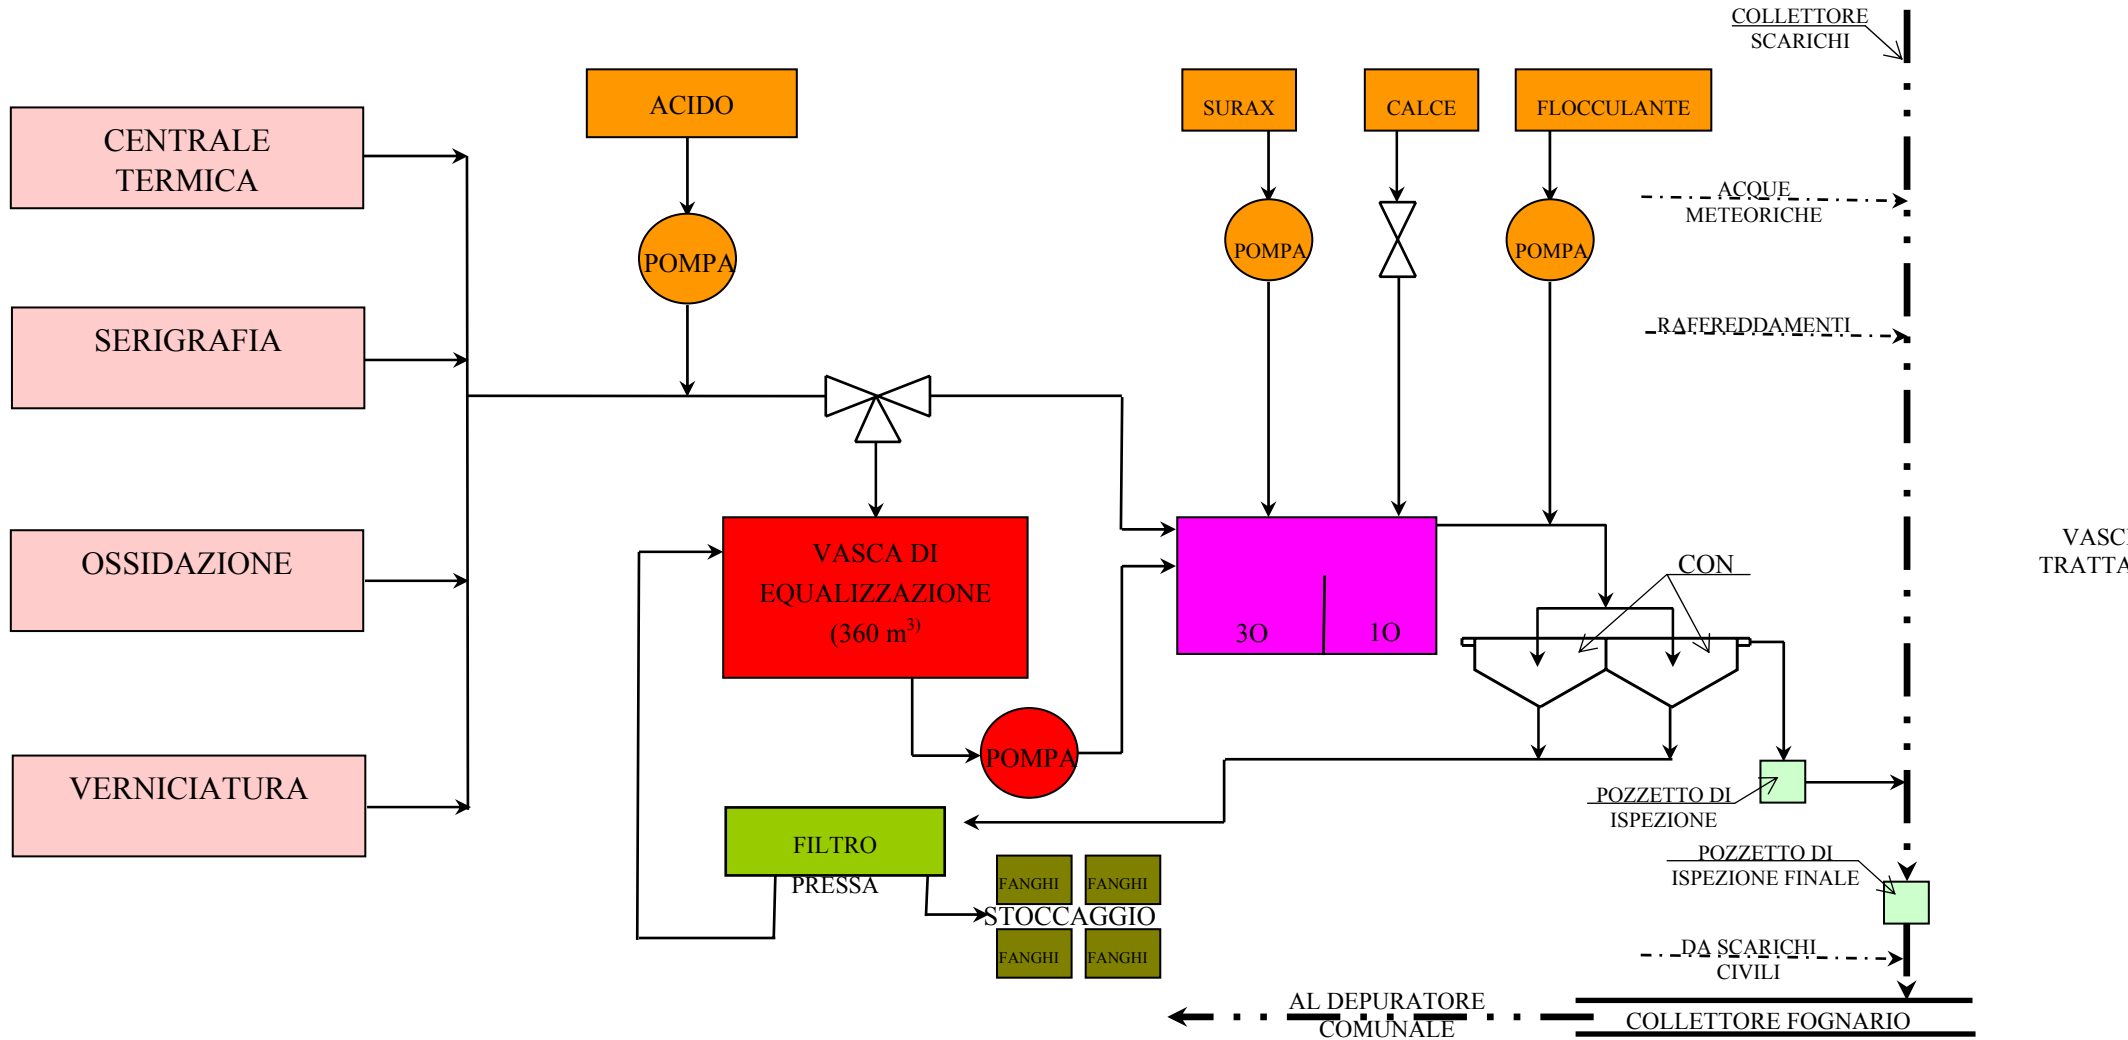 COLLETTORE
SCARICHI
ACIDO
SURAX
CALCE
FLOCCULANTE
CENTRALE
TERMICA
ACQUE
METEORICHE
POMPA
POMPA
POMPA
SERIGRAFIA
RAFFREDDAMENTI
OSSIDAZIONE
VASCA DI
EQUALIZZAZIONE
(360 m³⁾
3O
1O
CON
TRATTA
VERNICIATURA
POMPA
POZZETTO DI
ISPEZIONE
FILTRO
PRESSA
POZZETTO DI
ISPEZIONE FINALE
FANGHI
FANGHI
STOCCAGGIO
FANGHI
FANGHI
DA SCARICHI
CIVILI
AL DEPURATORE
COMUNALE
COLLETTORE FOGNARIO